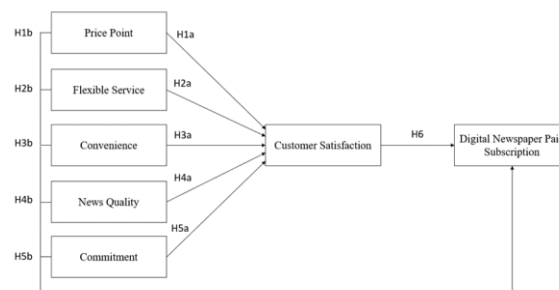 H1b
Price Point
H1a
H2b
Flexible Service
H2a
H3b
Convenience
H3a
Customer Satisfaction
H6
Digital Newspaper Paid
Subscription
H4b
News Quality
H4a
H5b
Commitment
H5a